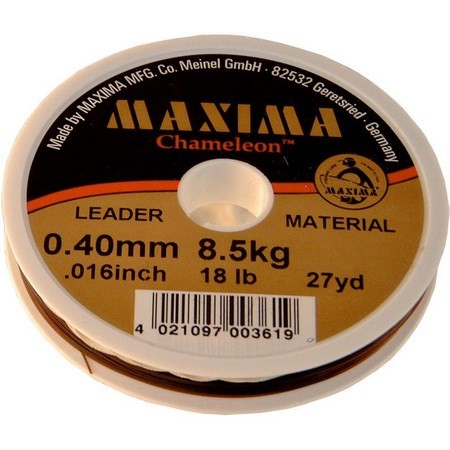 Made by MAXIMA MFG. Co. Meinel GmbH · 82532 Geretsried · Germany
MAXIMA
Chameleon™
MAXIMA
LEADER MATERIAL
0.40mm 8.5kg
.016inch 18 lb 27yd
4 021097 003619